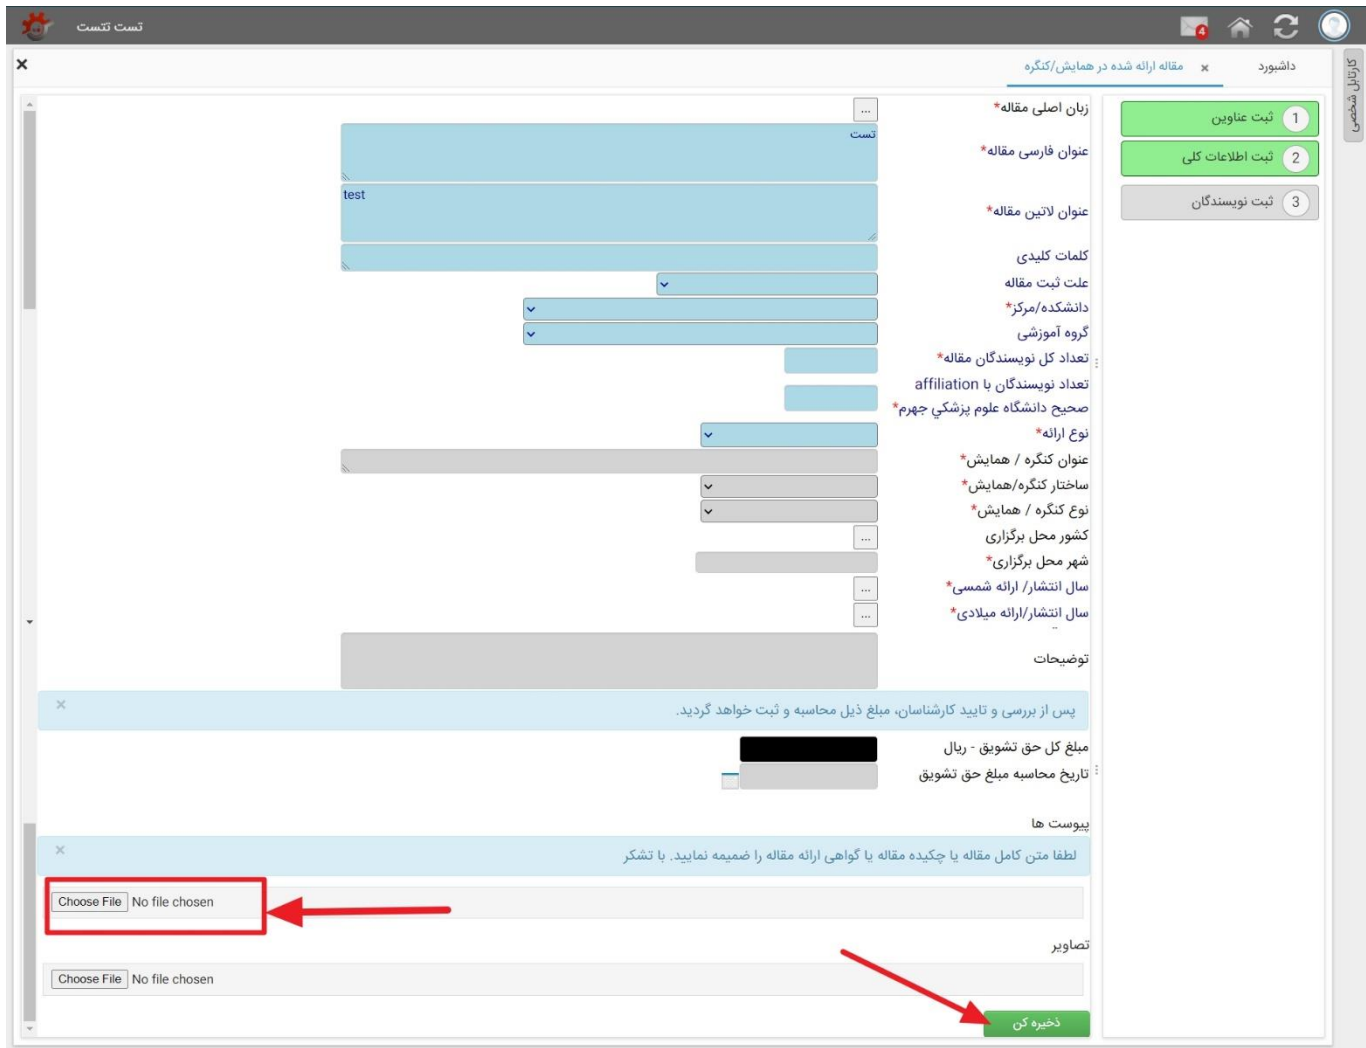 تست تتست
4
کارتابل شخصی
داشبورد
مقاله ارائه شده در همایش/کنگره ×
×
1 ثبت عناوین
2 ثبت اطلاعات کلی
3 ثبت نویسندگان
زبان اصلی مقاله* ...
عنوان فارسی مقاله* تست
عنوان لاتین مقاله* test
کلمات کلیدی
علت ثبت مقاله
دانشکده/مرکز*
گروه آموزشی
تعداد کل نویسندگان مقاله*
تعداد نویسندگان با affiliation
صحیح دانشگاه علوم پزشكي جهرم*
نوع ارائه*
عنوان کنگره / همایش*
ساختار کنگره/همایش*
نوع کنگره / همایش*
کشور محل برگزاری ...
شهر محل برگزاری*
سال انتشار/ ارائه شمسی* ...
سال انتشار/ارائه میلادی* ...
توضیحات
پس از بررسی و تایید کارشناسان، مبلغ ذیل محاسبه و ثبت خواهد گردید. ×
مبلغ کل حق تشویق - ریال
تاریخ محاسبه مبلغ حق تشویق
پیوست ها
لطفا متن کامل مقاله یا چکیده مقاله یا گواهی ارائه مقاله را ضمیمه نمایید. با تشکر ×
Choose File No file chosen
تصاویر
Choose File No file chosen
ذخیره کن